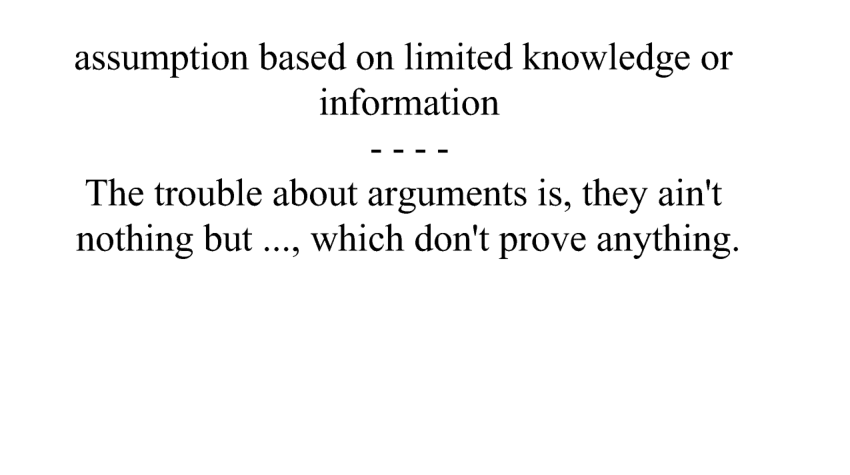 assumption based on limited knowledge or
information
- - - -
The trouble about arguments is, they ain't
nothing but ..., which don't prove anything.